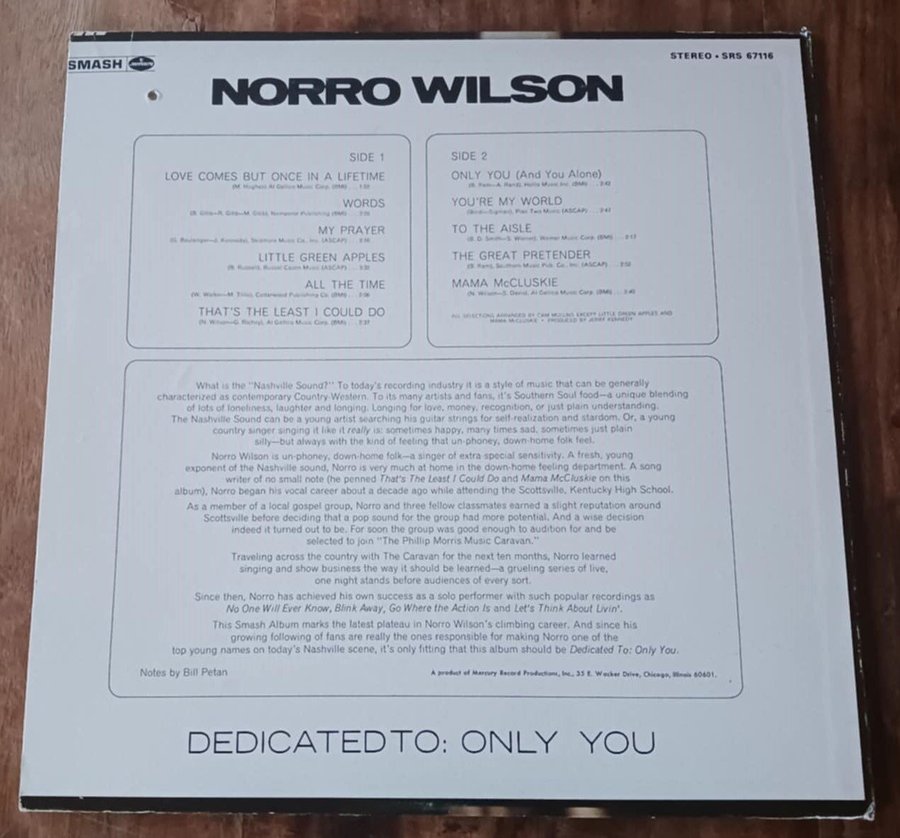 SMASH
STEREO • SRS 67116
NORRO WILSON
SIDE 1
LOVE COMES BUT ONCE IN A LIFETIME
WORDS
MY PRAYER
LITTLE GREEN APPLES
ALL THE TIME
THAT'S THE LEAST I COULD DO
SIDE 2
ONLY YOU (And You Alone)
YOU'RE MY WORLD
TO THE AISLE
THE GREAT PRETENDER
MAMA McCLUSKIE
ALL SELECTIONS ARRANGED BY CAM MULLINS EXCEPT LITTLE GREEN APPLES AND
MAMA McCLUSKIE • PRODUCED BY JERRY KENNEDY
What is the "Nashville Sound?" To today's recording industry it is a style of music that can be generally
characterized as contemporary Country-Western. To its many artists and fans, it's Southern Soul food—a unique blending
of lots of loneliness, laughter and longing. Longing for love, money, recognition, or just plain understanding.
The Nashville Sound can be a young artist searching his guitar strings for self-realization and stardom. Or, a young
country singer singing it like it really is: sometimes happy, many times sad, sometimes just plain
silly—but always with the kind of feeling that un-phoney, down-home folk feel.
Norro Wilson is un-phoney, down-home folk—a singer of extra-special sensitivity. A fresh, young
exponent of the Nashville sound, Norro is very much at home in the down-home feeling department. A song
writer of no small note (he penned That's The Least I Could Do and Mama McCluskie on this
album), Norro began his vocal career about a decade ago while attending the Scottsville, Kentucky High School.
As a member of a local gospel group, Norro and three fellow classmates earned a slight reputation around
Scottsville before deciding that a pop sound for the group had more potential. And a wise decision
indeed it turned out to be. For soon the group was good enough to audition for and be
selected to join "The Phillip Morris Music Caravan."
Traveling across the country with The Caravan for the next ten months, Norro learned
singing and show business the way it should be learned—a grueling series of live,
one night stands before audiences of every sort.
Since then, Norro has achieved his own success as a solo performer with such popular recordings as
No One Will Ever Know, Blink Away, Go Where the Action Is and Let's Think About Livin'.
This Smash Album marks the latest plateau in Norro Wilson's climbing career. And since his
growing following of fans are really the ones responsible for making Norro one of the
top young names on today's Nashville scene, it's only fitting that this album should be Dedicated To: Only You.
Notes by Bill Petan
A product of Mercury Record Productions, Inc., 35 E. Wacker Drive, Chicago, Illinois 60601.
DEDICATED TO: ONLY YOU